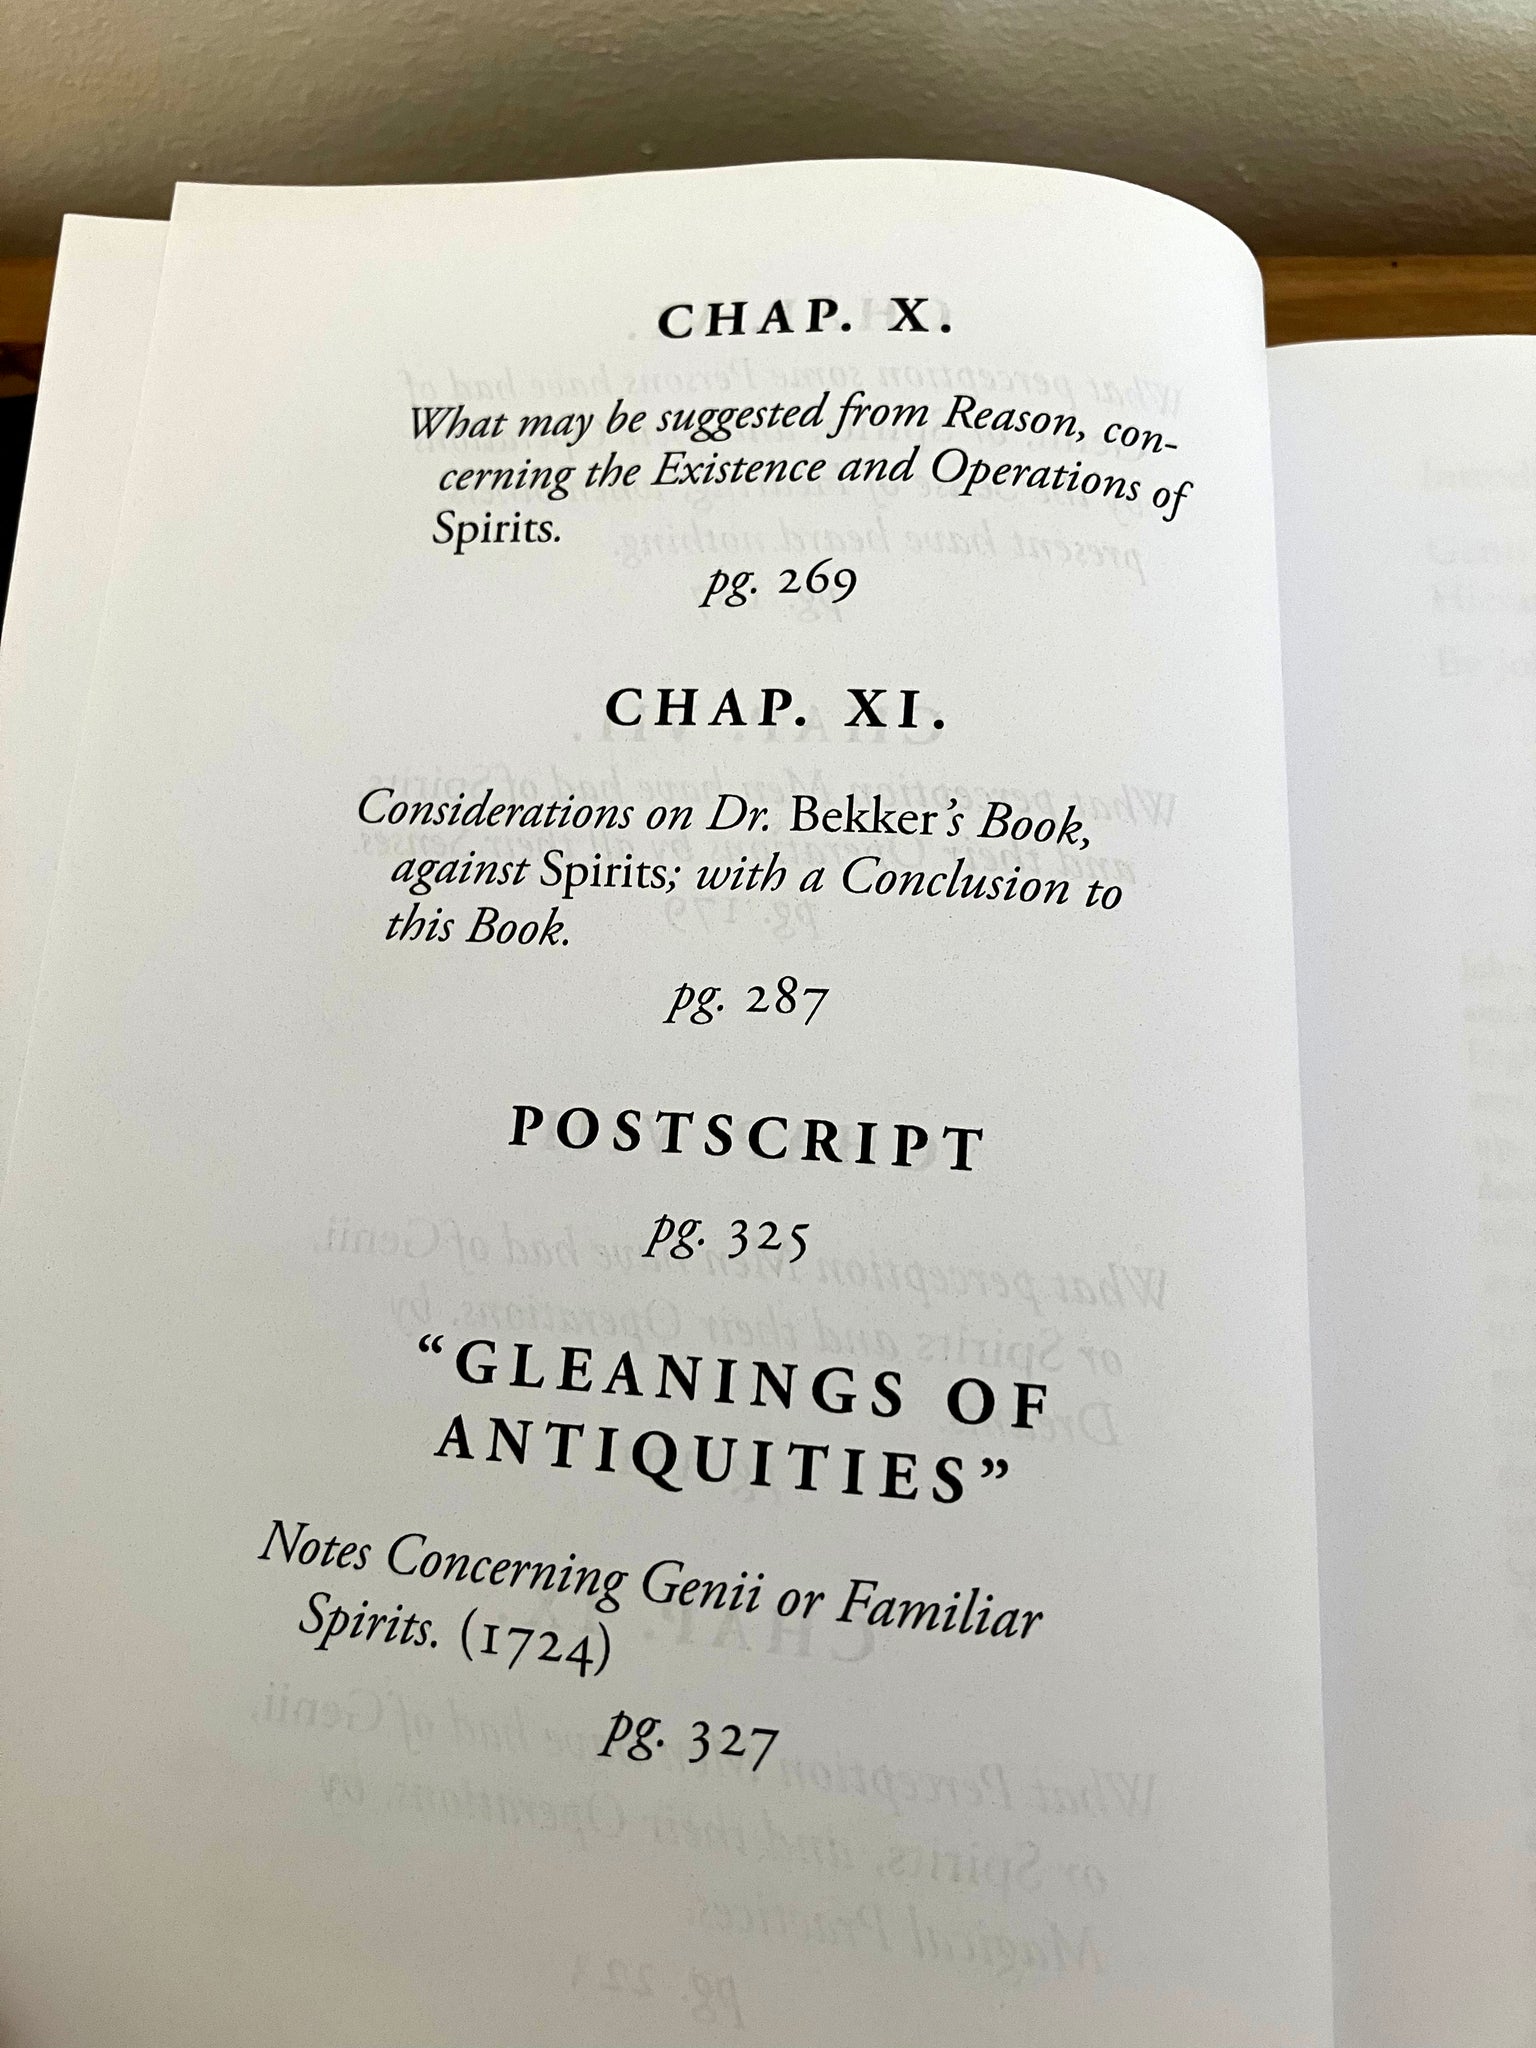 CHAP. X.
What may be suggested from Reason, con-
cerning the Existence and Operations of
Spirits.
pg. 269
CHAP. XI.
Considerations on Dr. Bekker's Book,
against Spirits; with a Conclusion to
this Book.
pg. 287
POSTSCRIPT
pg. 325
“GLEANINGS OF
ANTIQUITIES”
Notes Concerning Genii or Familiar
Spirits. (1724)
pg. 327